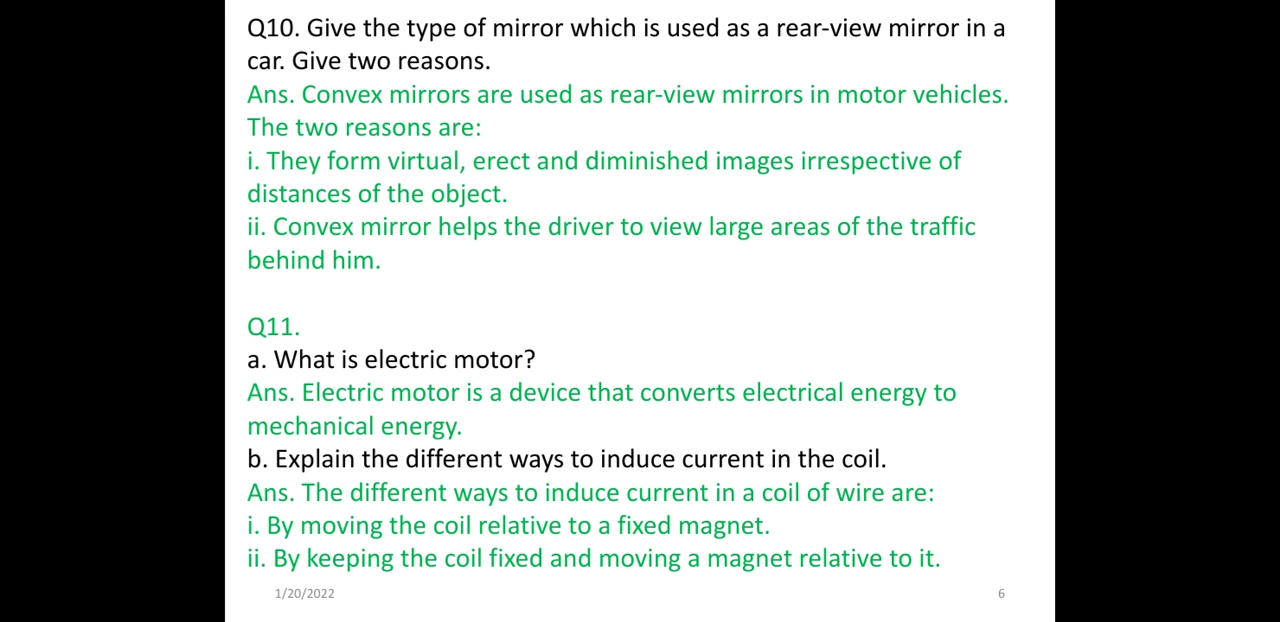 Q10. Give the type of mirror which is used as a rear-view mirror in a
car. Give two reasons.
Ans. Convex mirrors are used as rear-view mirrors in motor vehicles.
The two reasons are:
i. They form virtual, erect and diminished images irrespective of
distances of the object.
ii. Convex mirror helps the driver to view large areas of the traffic
behind him.
Q11.
a. What is electric motor?
Ans. Electric motor is a device that converts electrical energy to
mechanical energy.
b. Explain the different ways to induce current in the coil.
Ans. The different ways to induce current in a coil of wire are:
i. By moving the coil relative to a fixed magnet.
ii. By keeping the coil fixed and moving a magnet relative to it.
1/20/2022 6